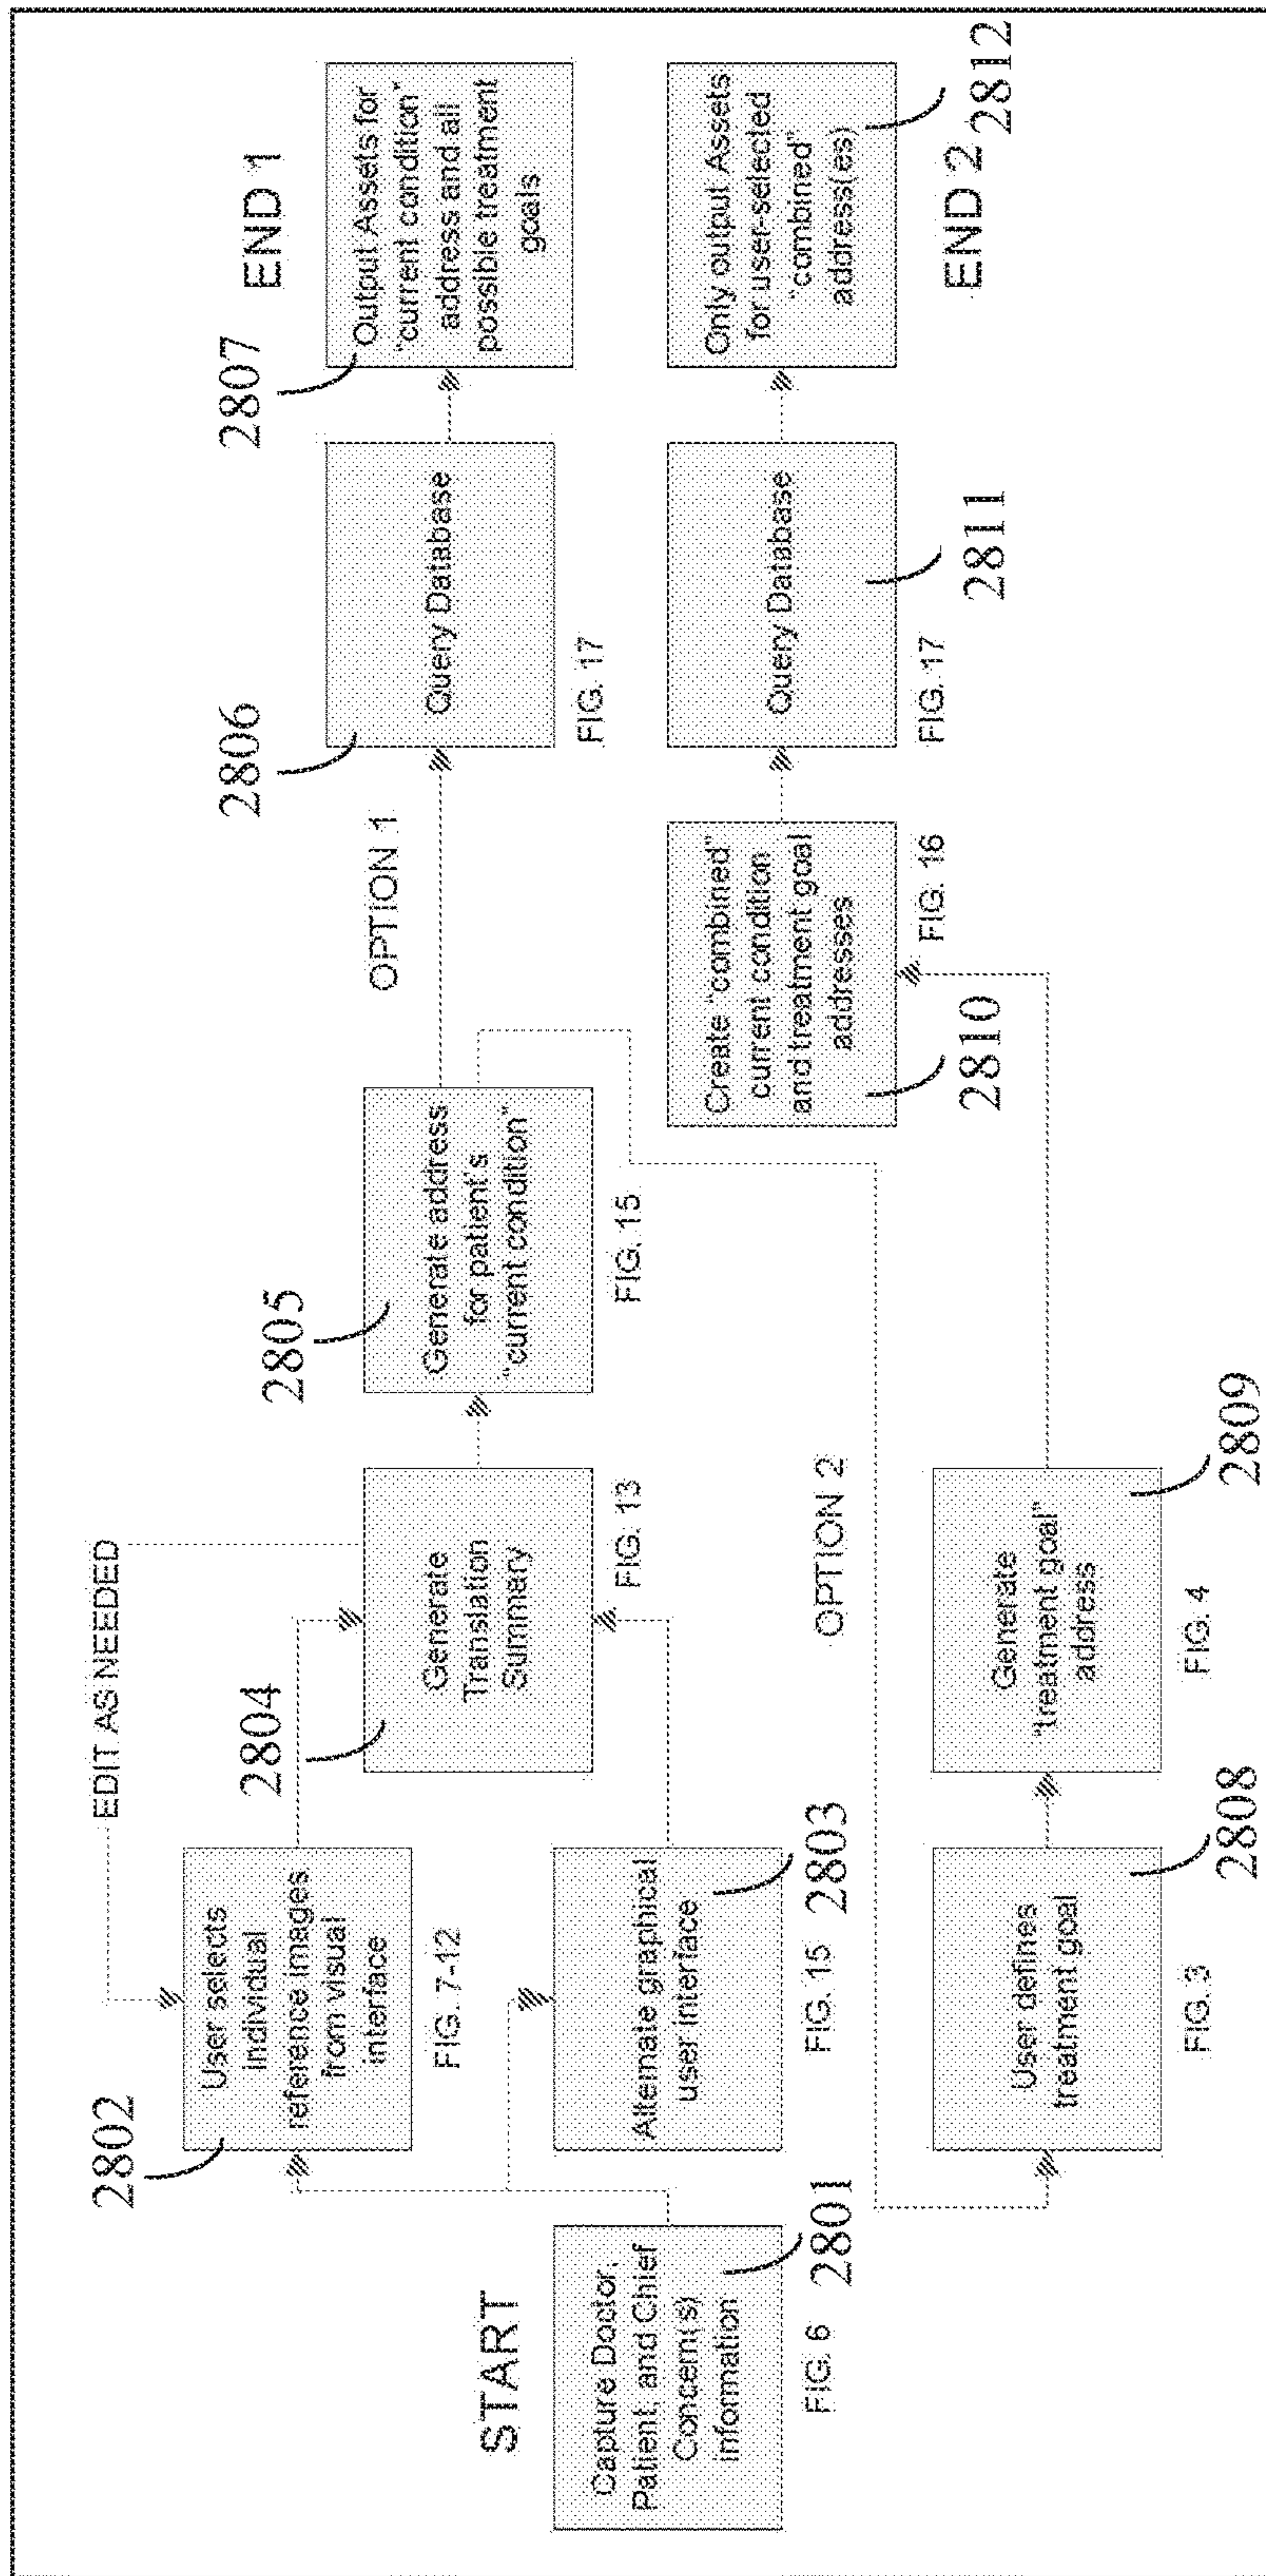 START
Capture Doctor,
Patient, and Chief
Concern(s)
information
2801
FIG. 6
EDIT AS NEEDED
2802
User selects
individual
reference images
from visual
interface
FIG. 7-12
Alternate graphical
user interface
2803
FIG. 15
2804
Generate
Translation
Summary
FIG. 13
2805
Generate address
for patient's
"current condition"
FIG. 15
OPTION 1
2806
Query Database
FIG. 17
2807
END 1
Output Assets for
"current condition"
address and all
possible treatment
goals
OPTION 2
User defines
treatment goal
2808
FIG. 3
Generate
"treatment goal"
address
2809
FIG. 4
Create "combined"
current condition
and treatment goal
addresses
2810
FIG. 16
Query Database
2811
FIG. 17
Only output Assets
for user-selected
"combined"
address(es)
2812
END 2